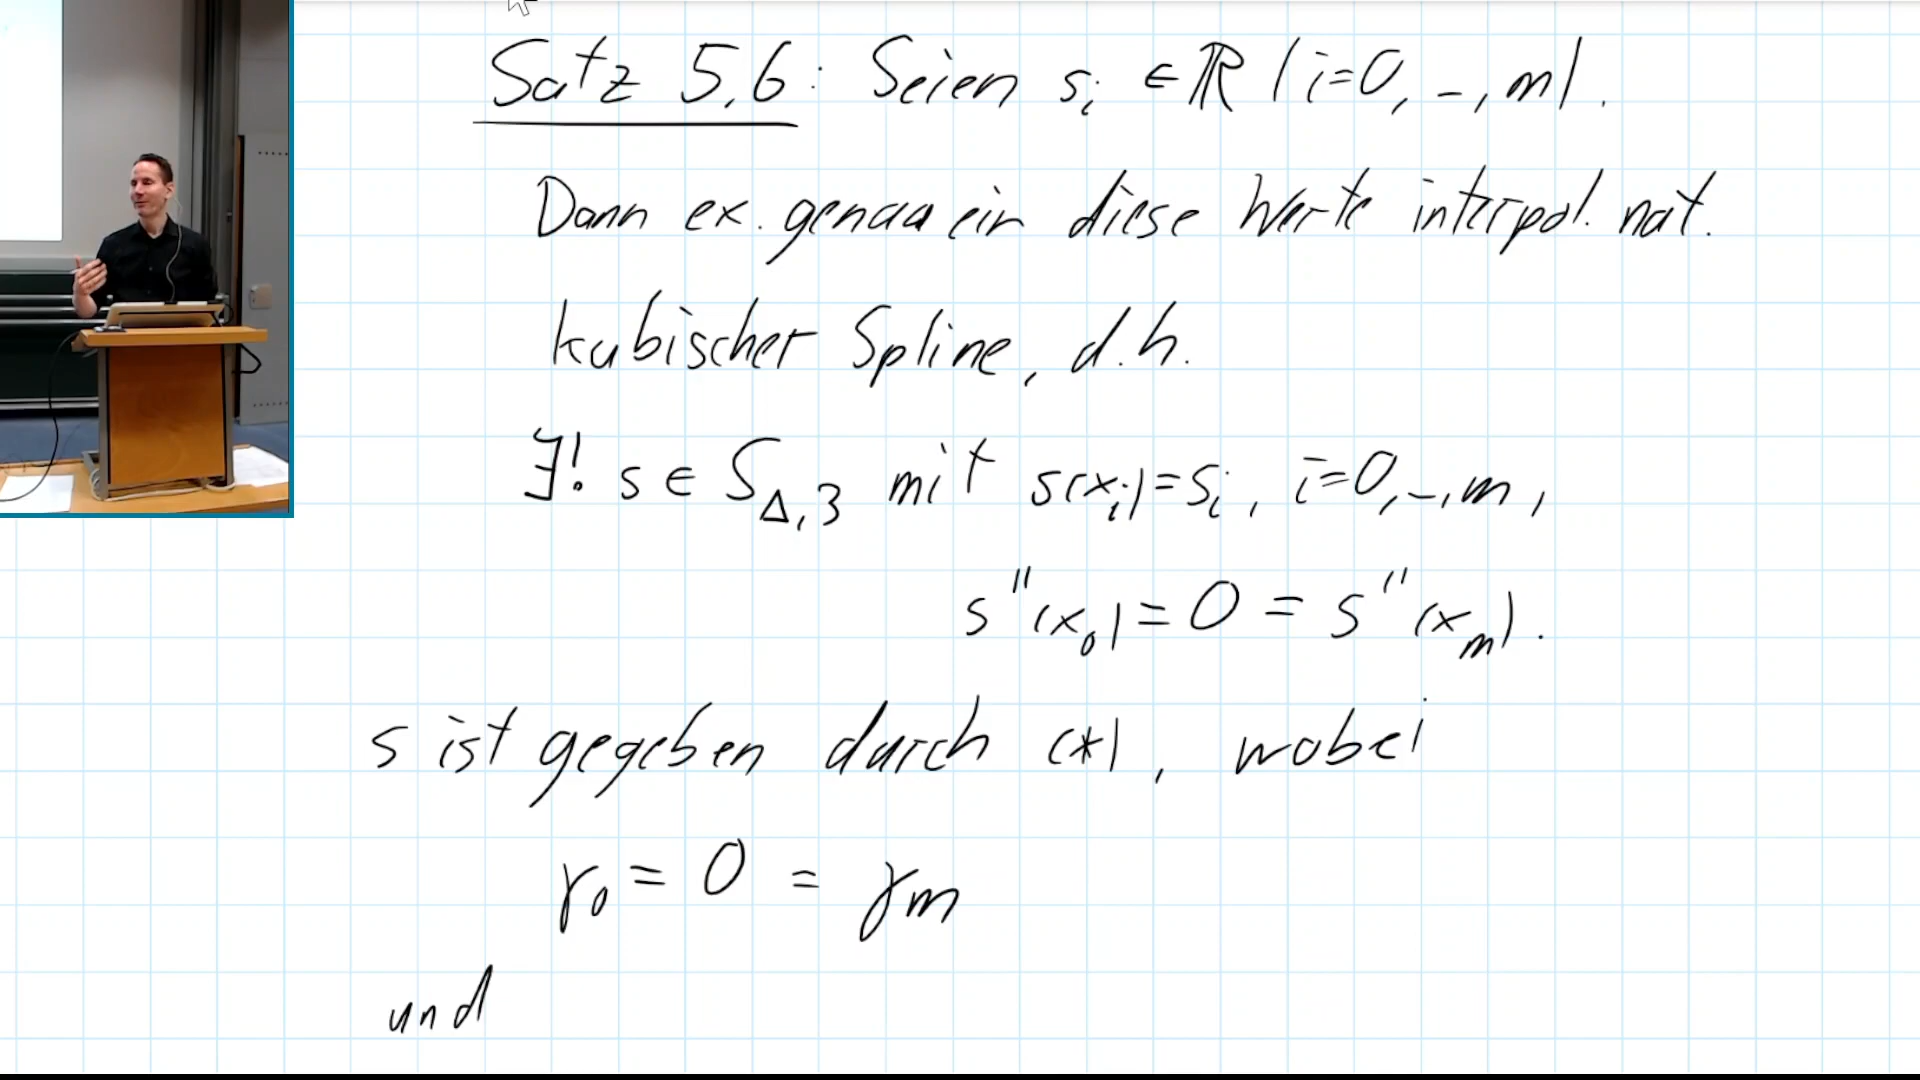 Satz 5.6: Seien s_i ∈ ℝ (i=0,-,m).
Dann ex. genau ein diese Werte interpol. nat.
kubischer Spline, d.h.
∃! s ∈ S_{Δ,3} mit s(x_i)=s_i, i=0,-,m,
s''(x_0) = 0 = s''(x_m).
s ist gegeben durch (*), wobei
γ_0 = 0 = γ_m
und